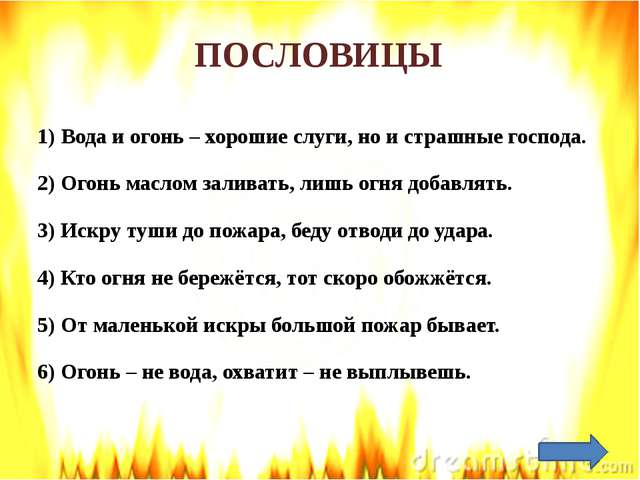 ПОСЛОВИЦЫ
1) Вода и огонь – хорошие слуги, но и страшные господа.
2) Огонь маслом заливать, лишь огня добавлять.
3) Искру туши до пожара, беду отводи до удара.
4) Кто огня не бережётся, тот скоро обожжётся.
5) От маленькой искры большой пожар бывает.
6) Огонь – не вода, охватит – не выплывешь.